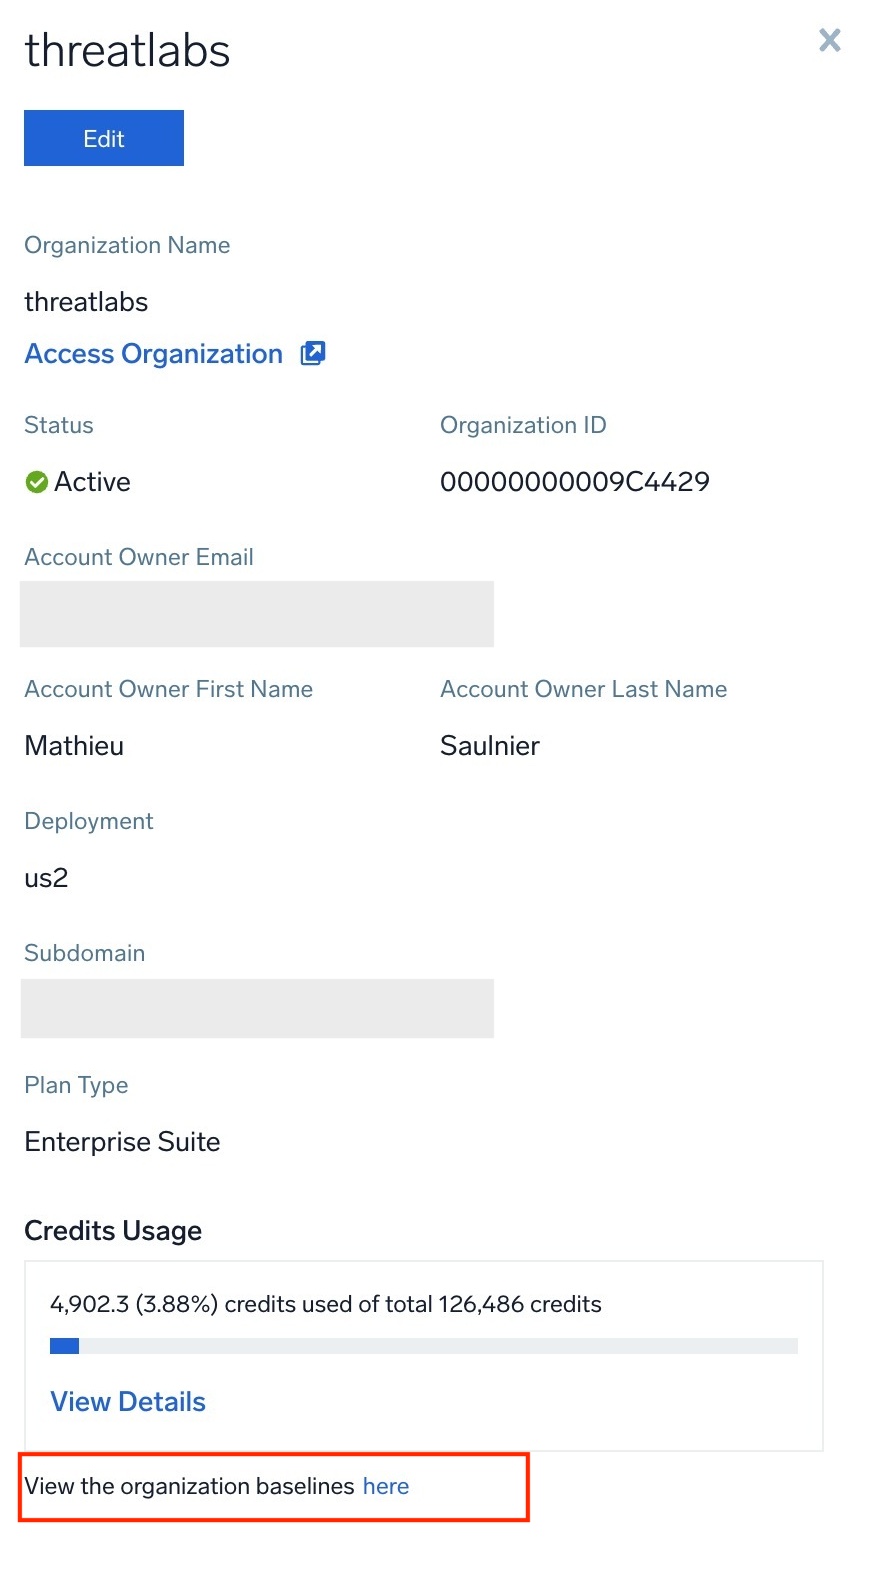 threatlabs
Edit
Organization Name
threatlabs
Access Organization
Status
Organization ID
Active
00000000009C4429
Account Owner Email
Account Owner First Name
Account Owner Last Name
Mathieu
Saulnier
Deployment
us2
Subdomain
Plan Type
Enterprise Suite
Credits Usage
4,902.3 (3.88%) credits used of total 126,486 credits
View Details
View the organization baselines here